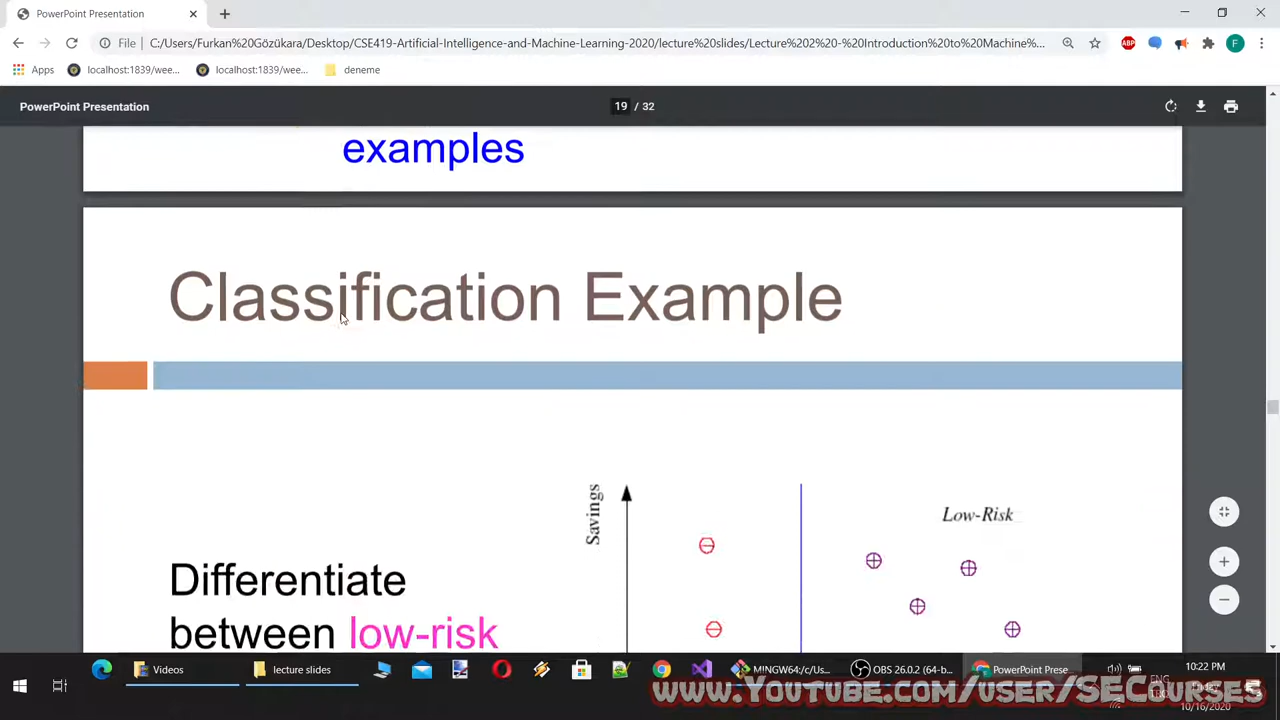 PowerPoint Presentation
File
C:/Users/Furkan%20Gözükara/Desktop/CSE419-Artificial-Intelligence-and-Machine-Learning-2020/lecture%20slides/Lecture%202%20-%20Introduction%20to%20Machine%...
ABP
F
Apps
localhost:1839/wee...
localhost:1839/wee...
deneme
PowerPoint Presentation
19 / 32
examples
Classification Example
Savings
Low-Risk
Differentiate
between low-risk
Videos
lecture slides
MINGW64:/c/Us...
OBS 26.0.2 (64-b...
PowerPoint Prese
ENG
10:22 PM
Friday
10/16/2020
www.Youtube.com/user/SECourses